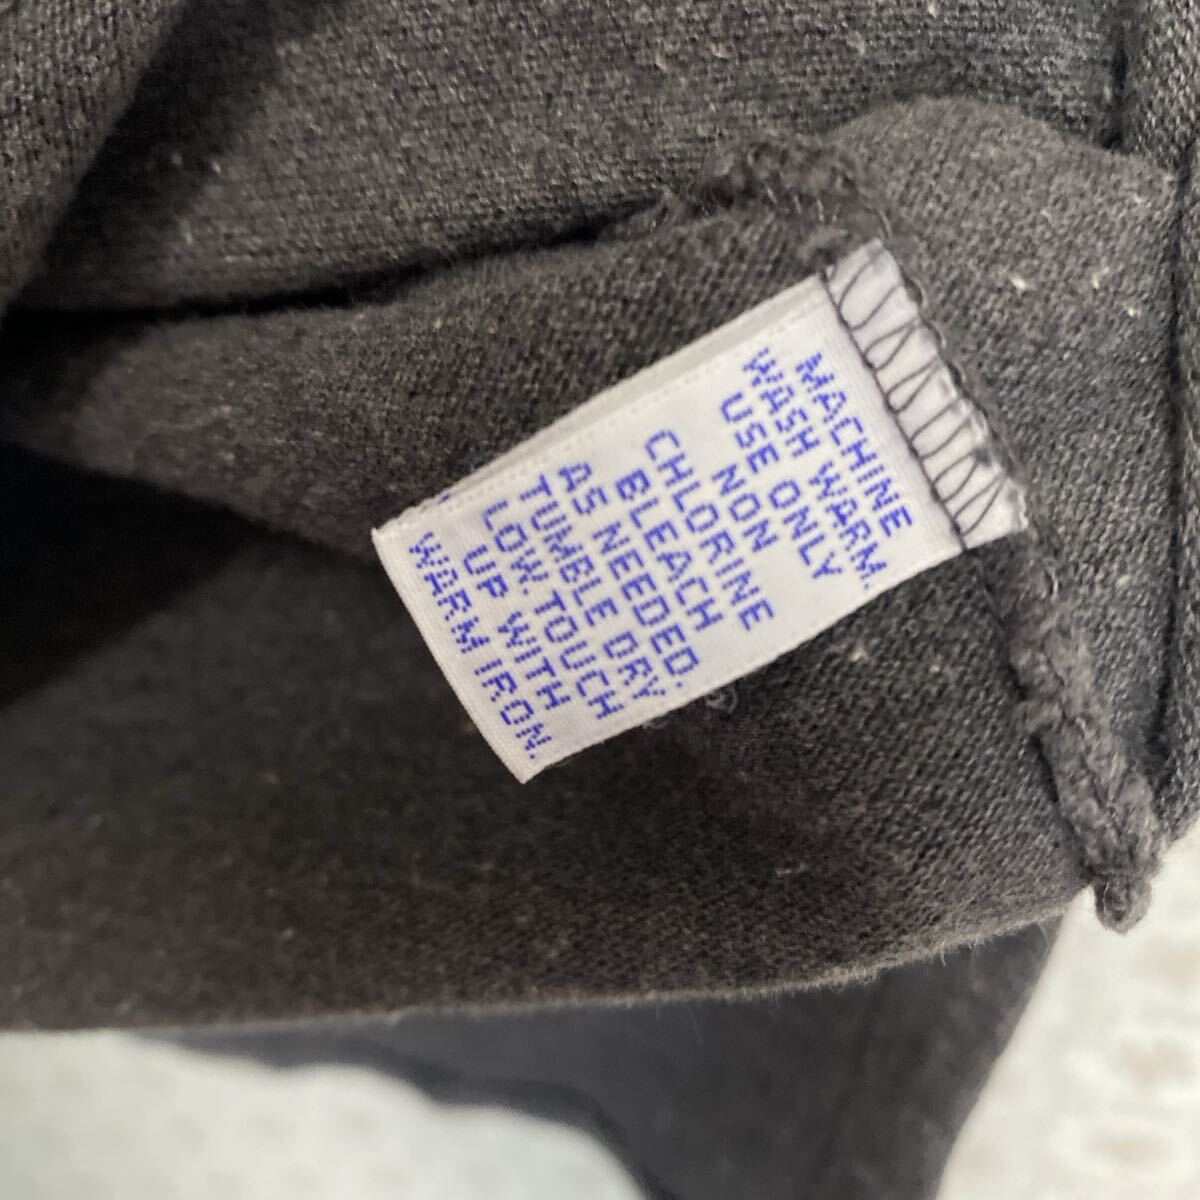 MACHINE
WASH WARM.
USE ONLY
NON
CHLORINE
BLEACH
AS NEEDED.
TUMBLE DRY
LOW. TOUCH
UP WITH
WARM IRON.